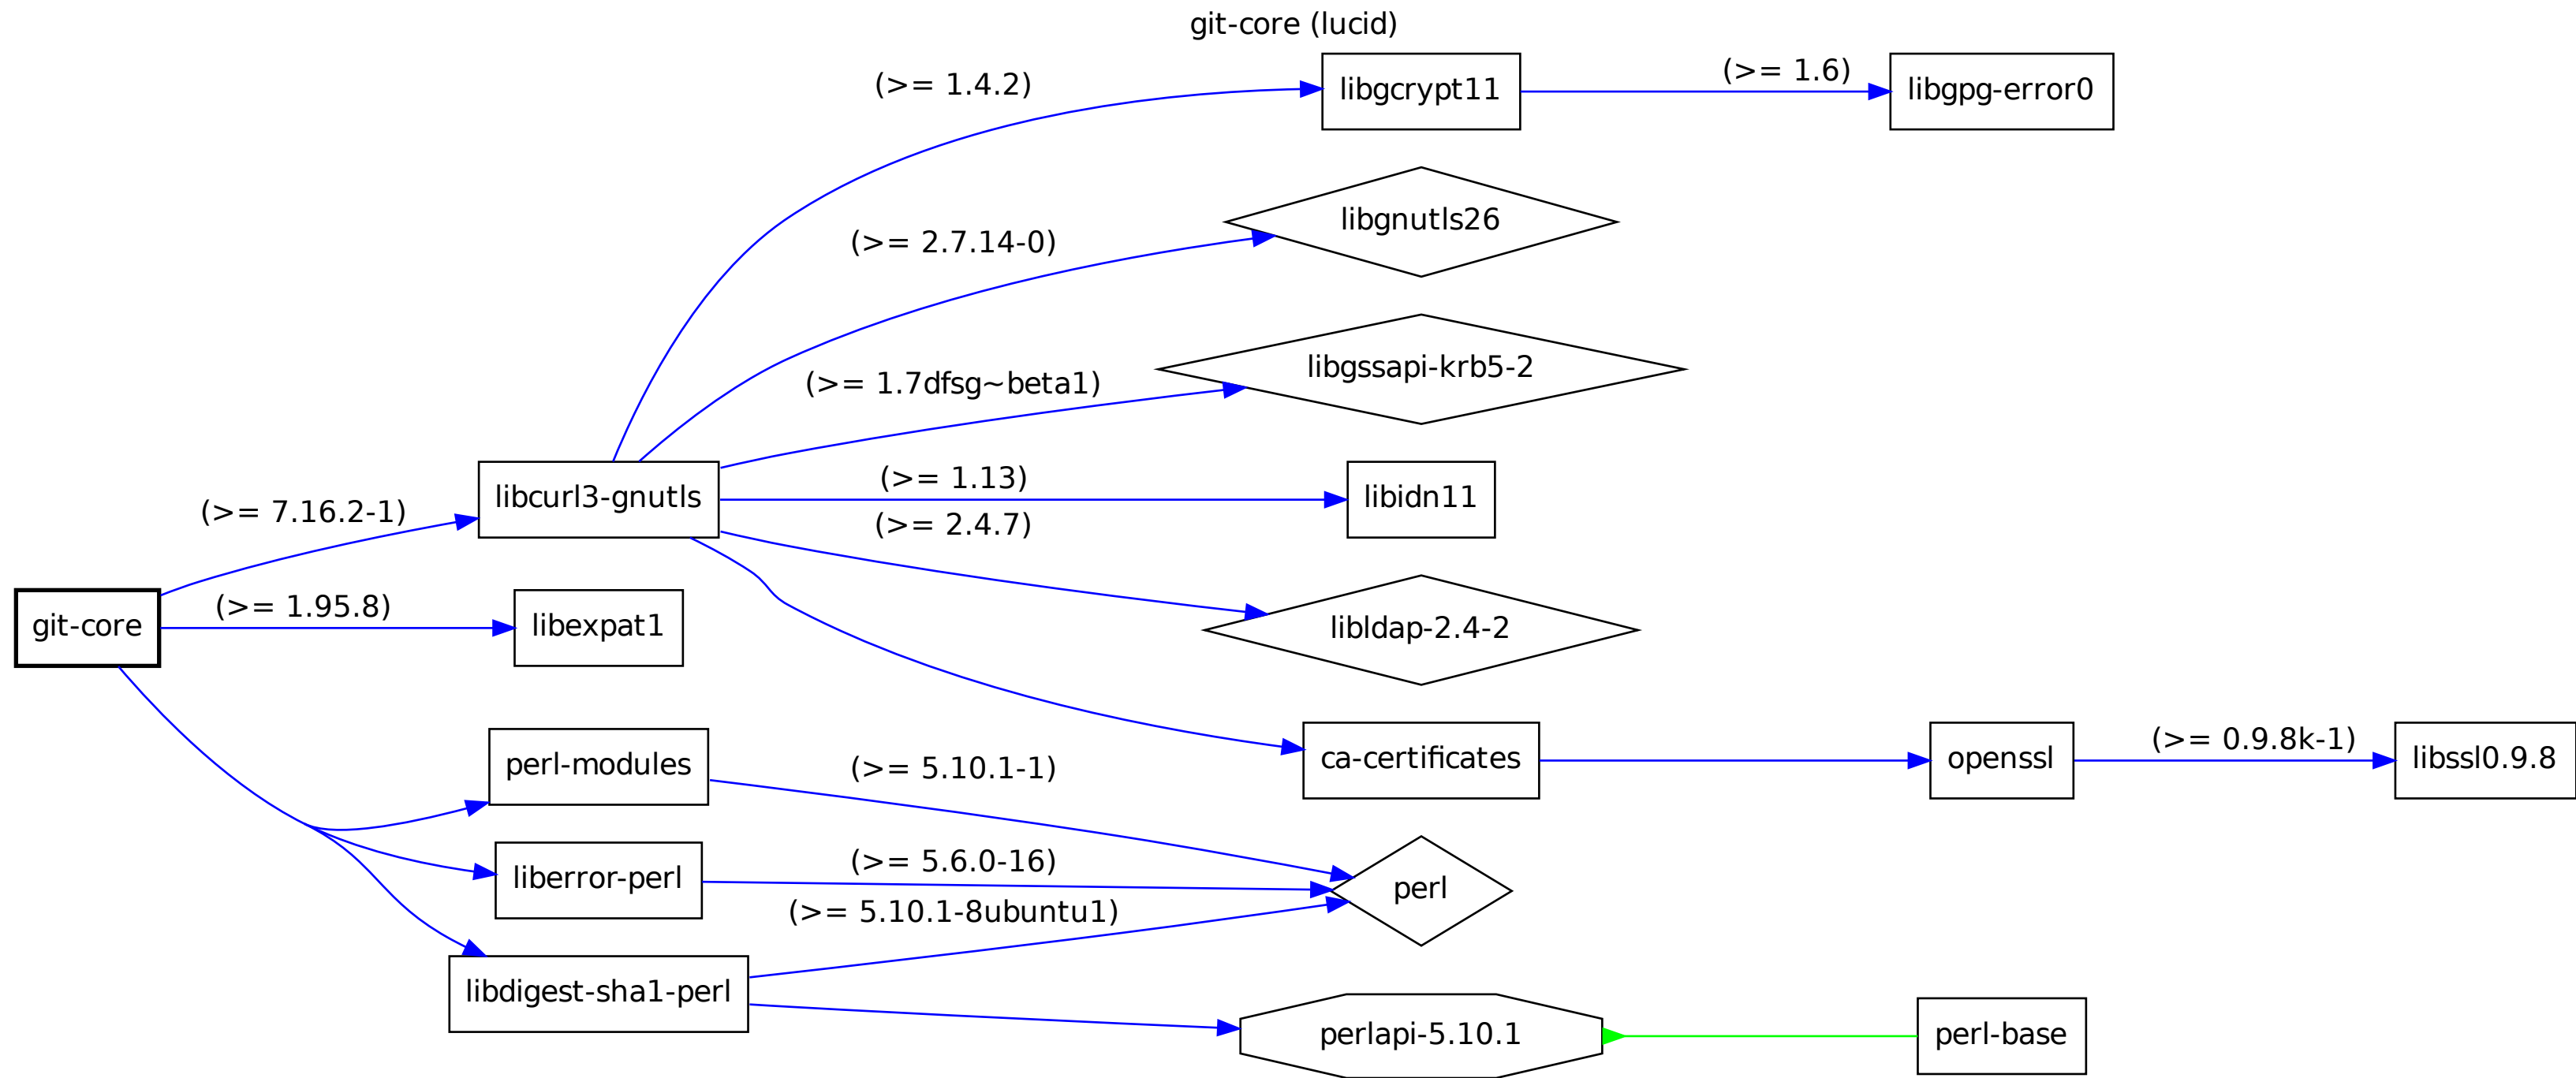 git-core (lucid)
(>= 1.4.2)
libgcrypt11
(>= 1.6)
libgpg-error0
(>= 2.7.14-0)
libgnutls26
(>= 1.7dfsg~beta1)
libgssapi-krb5-2
(>= 7.16.2-1)
libcurl3-gnutls
(>= 1.13)
libidn11
(>= 2.4.7)
git-core
(>= 1.95.8)
libexpat1
libldap-2.4-2
perl-modules
(>= 5.10.1-1)
ca-certificates
openssl
(>= 0.9.8k-1)
libssl0.9.8
liberror-perl
(>= 5.6.0-16)
perl
(>= 5.10.1-8ubuntu1)
libdigest-sha1-perl
perlapi-5.10.1
perl-base